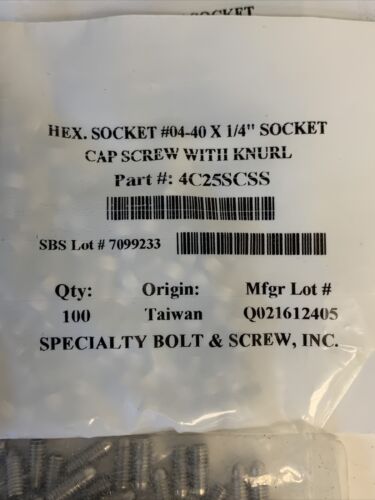 SOCKET
HEX. SOCKET #04-40 X 1/4" SOCKET
CAP SCREW WITH KNURL
Part #: 4C25SCSS
SBS Lot # 7099233
Qty: Origin: Mfgr Lot #
100 Taiwan Q021612405
SPECIALTY BOLT & SCREW, INC.